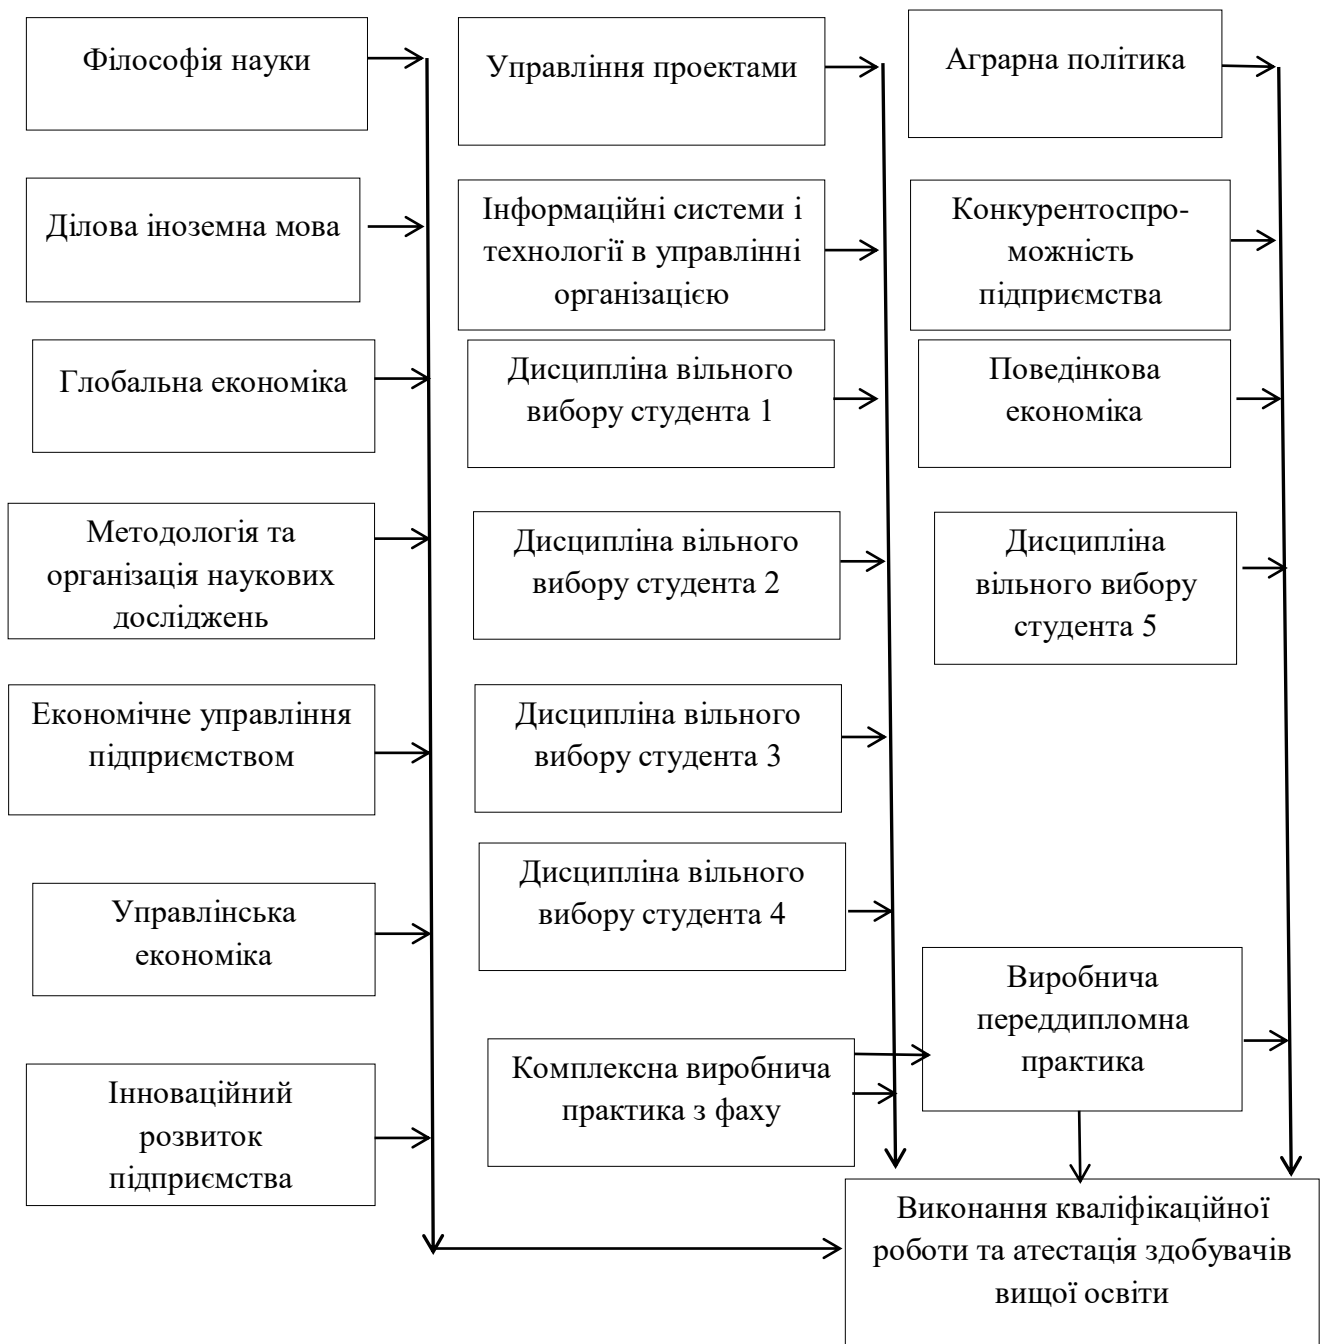 Філософія науки
Ділова іноземна мова
Глобальна економіка
Методологія та
організація наукових
досліджень
Економічне управління
підприємством
Управлінська
економіка
Інноваційний
розвиток
підприємства
Управління проектами
Інформаційні системи і
технології в управлінні
організацією
Дисципліна вільного
вибору студента 1
Дисципліна вільного
вибору студента 2
Дисципліна вільного
вибору студента 3
Дисципліна вільного
вибору студента 4
Комплексна виробнича
практика з фаху
Аграрна політика
Конкурентоспро-
можність
підприємства
Поведінкова
економіка
Дисципліна
вільного вибору
студента 5
Виробнича
переддипломна
практика
Виконання кваліфікаційної
роботи та атестація здобувачів
вищої освіти